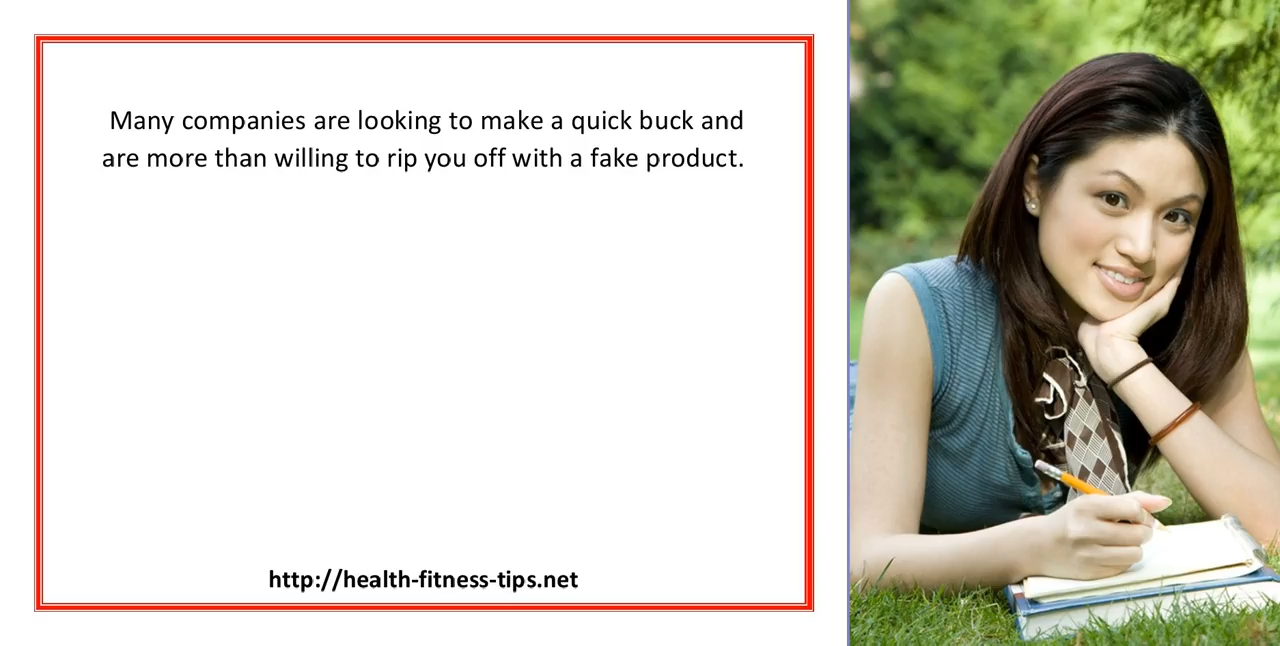 Many companies are looking to make a quick buck and
are more than willing to rip you off with a fake product.
http://health-fitness-tips.net